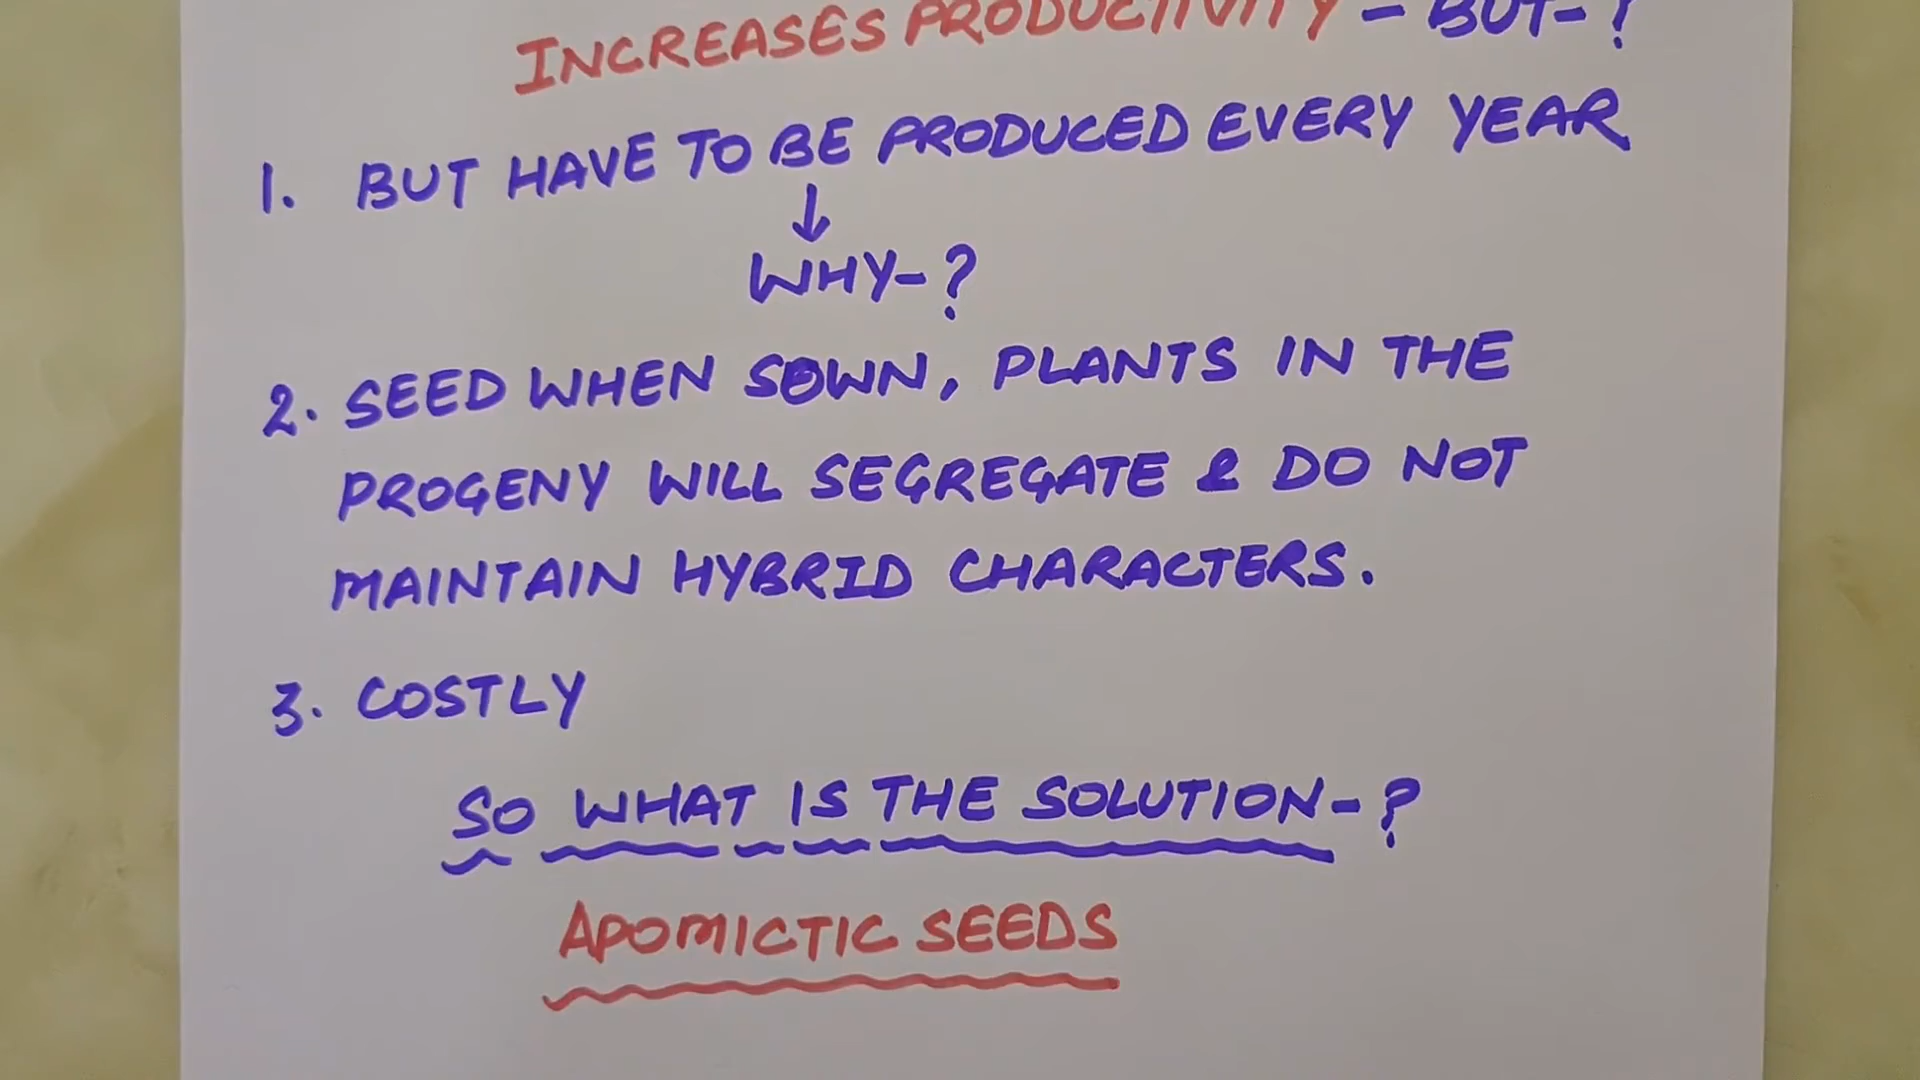 INCREASES PRODUCTIVITY - BUT-?
1. BUT HAVE TO BE PRODUCED EVERY YEAR
↓
WHY-?
2. SEED WHEN SOWN, PLANTS IN THE
PROGENY WILL SEGREGATE & DO NOT
MAINTAIN HYBRID CHARACTERS.
3. COSTLY
SO WHAT IS THE SOLUTION-?
APOMICTIC SEEDS